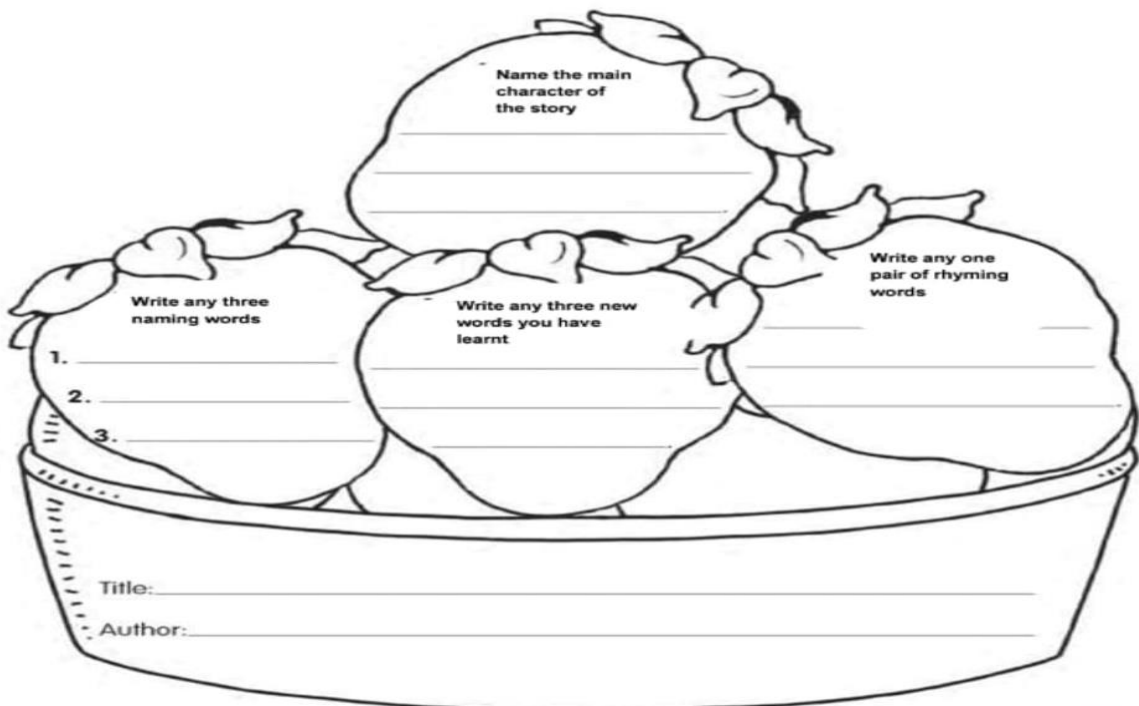 Name the main
character of
the story
Write any three
naming words
1.
2.
3.
Write any three new
words you have
learnt
Write any one
pair of rhyming
words
Title:
Author: